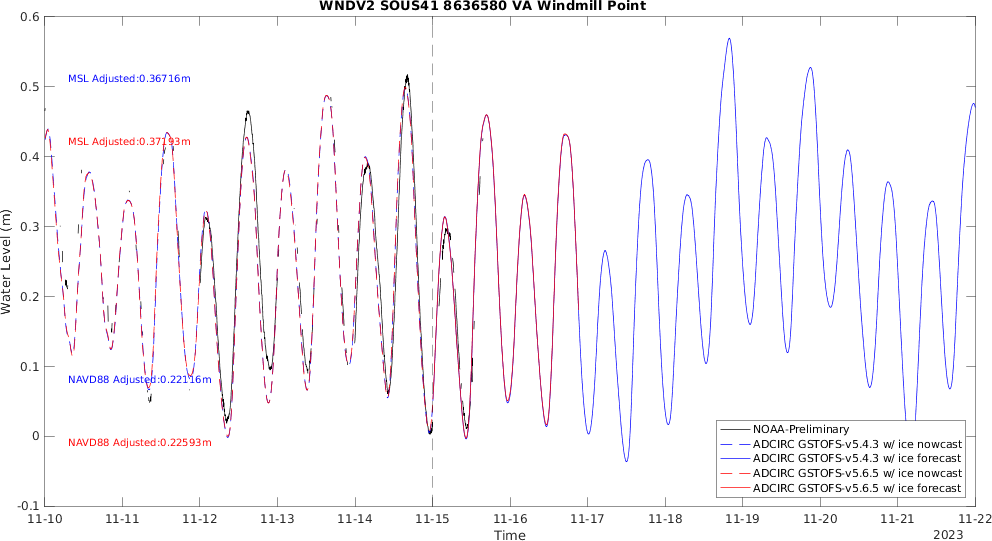 WNDV2 SOUS41 8636580 VA Windmill Point
0.6
0.5
0.4
0.3
0.2
0.1
0
-0.1
Water Level (m)
MSL Adjusted:0.36716m
MSL Adjusted:0.37193m
NAVD88 Adjusted:0.22116m
NAVD88 Adjusted:0.22593m
NOAA-Preliminary
ADCIRC GSTOFS-v5.4.3 w/ ice nowcast
ADCIRC GSTOFS-v5.4.3 w/ ice forecast
ADCIRC GSTOFS-v5.6.5 w/ ice nowcast
ADCIRC GSTOFS-v5.6.5 w/ ice forecast
11-10 11-11 11-12 11-13 11-14 11-15 11-16 11-17 11-18 11-19 11-20 11-21 11-22
Time
2023